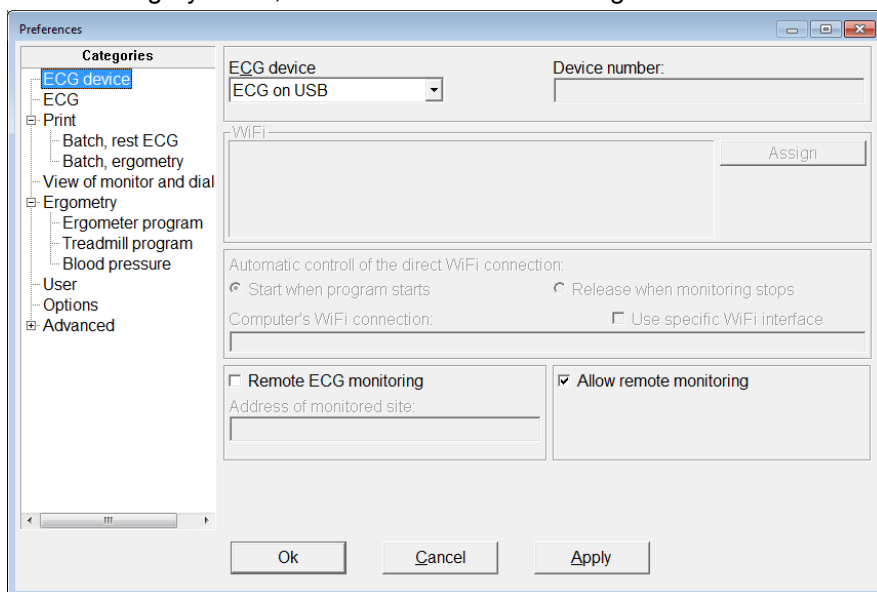 Preferences
Categories
ECG device
ECG
Print
Batch, rest ECG
Batch, ergometry
View of monitor and dial
Ergometry
Ergometer program
Treadmill program
Blood pressure
User
Options
Advanced
ECG device
Device number:
ECG on USB
WiFi
Assign
Automatic controll of the direct WiFi connection:
Start when program starts
Release when monitoring stops
Computer's WiFi connection:
Use specific WiFi interface
Remote ECG monitoring
Allow remote monitoring
Address of monitored site:
Ok
Cancel
Apply